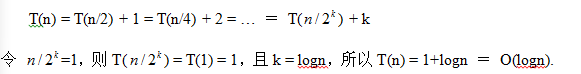 T(n) = T(n/2) + 1 = T(n/4) + 2 = … = T(n/2^k) + k
令 n/2^k=1，则 T(n/2^k) = T(1) = 1，且 k = logn，所以 T(n) = 1+logn = O(logn).